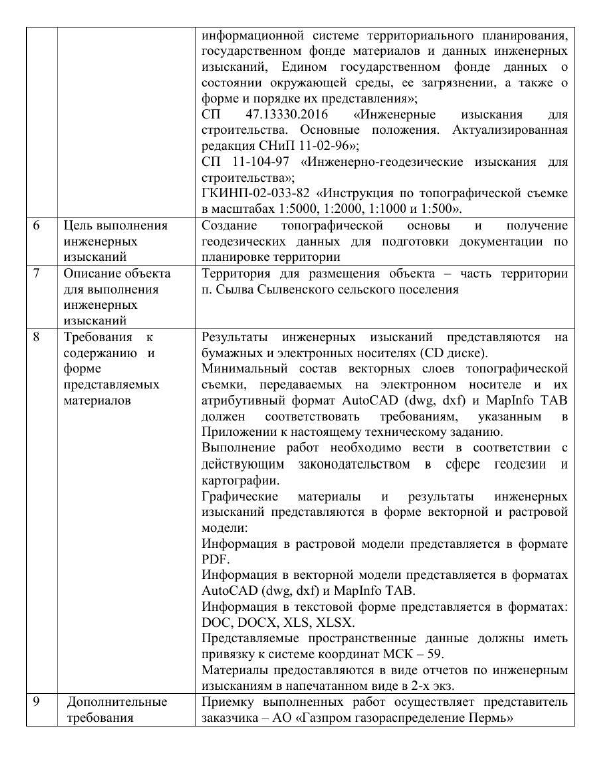 информационной системе территориального планирования,
государственном фонде материалов и данных инженерных
изысканий, Едином государственном фонде данных о
состоянии окружающей среды, ее загрязнении, а также о
форме и порядке их представления»;
СП 47.13330.2016 «Инженерные изыскания для
строительства. Основные положения. Актуализированная
редакция СНиП 11-02-96»;
СП 11-104-97 «Инженерно-геодезические изыскания для
строительства»;
ГКИНП-02-033-82 «Инструкция по топографической съемке
в масштабах 1:5000, 1:2000, 1:1000 и 1:500».
6 Цель выполнения
инженерных
изысканий
Создание топографической основы и получение
геодезических данных для подготовки документации по
планировке территории
7 Описание объекта
для выполнения
инженерных
изысканий
Территория для размещения объекта – часть территории
п. Сылва Сылвенского сельского поселения
8 Требования к
содержанию и
форме
представляемых
материалов
Результаты инженерных изысканий представляются на
бумажных и электронных носителях (CD диске).
Минимальный состав векторных слоев топографической
съемки, передаваемых на электронном носителе и их
атрибутивный формат AutoCAD (dwg, dxf) и MapInfo TAB
должен соответствовать требованиям, указанным в
Приложении к настоящему техническому заданию.
Выполнение работ необходимо вести в соответствии с
действующим законодательством в сфере геодезии и
картографии.
Графические материалы и результаты инженерных
изысканий представляются в форме векторной и растровой
модели:
Информация в растровой модели представляется в формате
PDF.
Информация в векторной модели представляется в форматах
AutoCAD (dwg, dxf) и MapInfo TAB.
Информация в текстовой форме представляется в форматах:
DOC, DOCX, XLS, XLSX.
Представляемые пространственные данные должны иметь
привязку к системе координат МСК – 59.
Материалы предоставляются в виде отчетов по инженерным
изысканиям в напечатанном виде в 2-х экз.
9 Дополнительные
требования
Приемку выполненных работ осуществляет представитель
заказчика – АО «Газпром газораспределение Пермь»